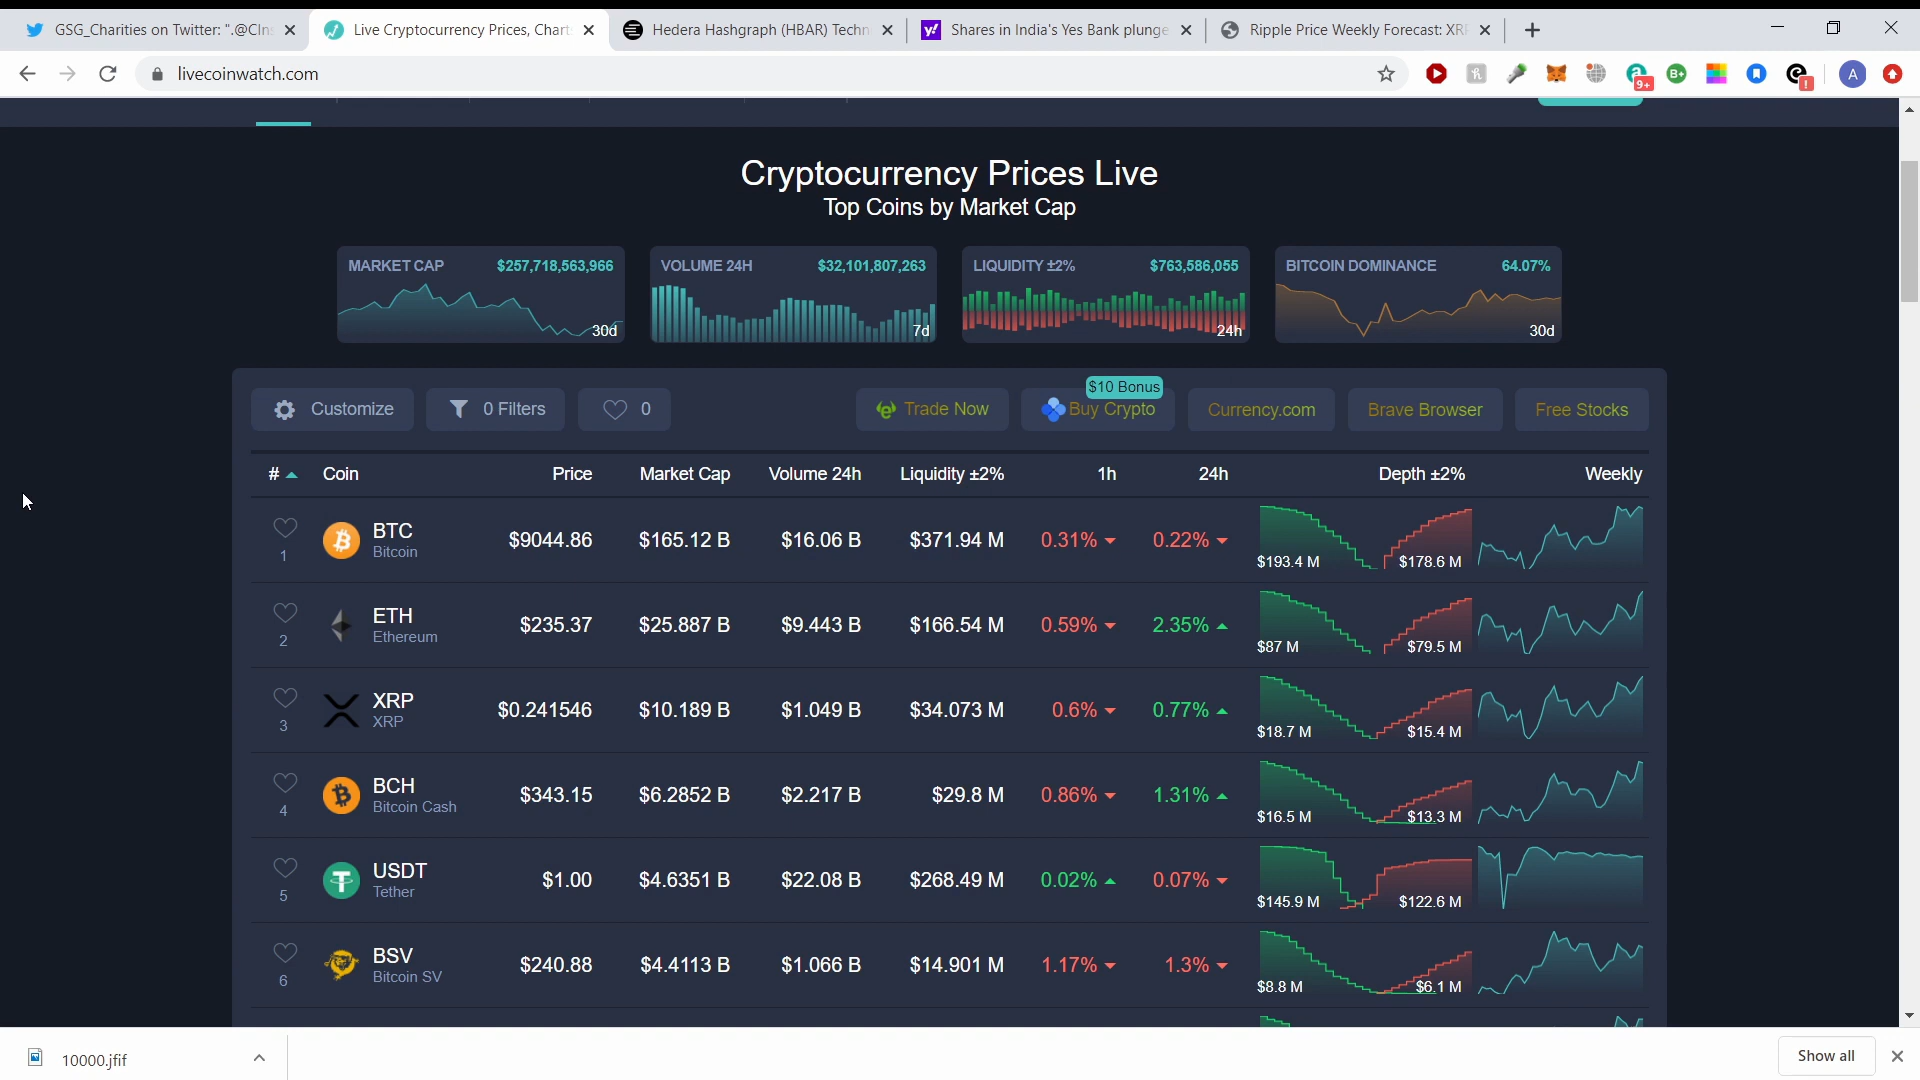 GSG_Charities on Twitter: ".@CIns
Live Cryptocurrency Prices, Chart
Hedera Hashgraph (HBAR) Techn
Shares in India's Yes Bank plunge
Ripple Price Weekly Forecast: XRP
livecoinwatch.com
9+
B+
A
Cryptocurrency Prices Live
Top Coins by Market Cap
MARKET CAP $257,718,563,966
30d
VOLUME 24H $32,101,807,263
7d
LIQUIDITY ±2% $763,586,055
24h
BITCOIN DOMINANCE 64.07%
30d
$10 Bonus
Customize 0 Filters 0 Trade Now Buy Crypto Currency.com Brave Browser Free Stocks
# Coin Price Market Cap Volume 24h Liquidity ±2% 1h 24h Depth ±2% Weekly
1 BTC Bitcoin $9044.86 $165.12 B $16.06 B $371.94 M 0.31% 0.22% $193.4 M $178.6 M
2 ETH Ethereum $235.37 $25.887 B $9.443 B $166.54 M 0.59% 2.35% $87 M $79.5 M
3 XRP XRP $0.241546 $10.189 B $1.049 B $34.073 M 0.6% 0.77% $18.7 M $15.4 M
4 BCH Bitcoin Cash $343.15 $6.2852 B $2.217 B $29.8 M 0.86% 1.31% $16.5 M $13.3 M
5 USDT Tether $1.00 $4.6351 B $22.08 B $268.49 M 0.02% 0.07% $145.9 M $122.6 M
6 BSV Bitcoin SV $240.88 $4.4113 B $1.066 B $14.901 M 1.17% 1.3% $8.8 M $6.1 M
10000.jfif
Show all